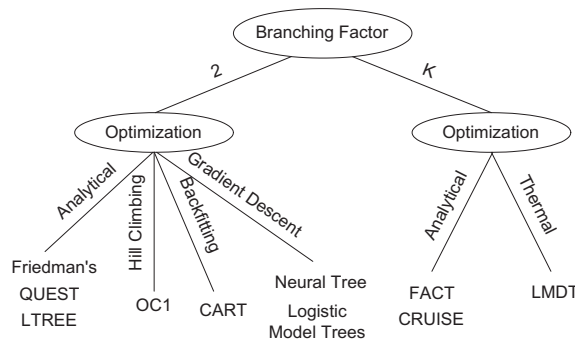 Branching Factor
2
K
Optimization
Optimization
Analytical
Hill Climbing
Backfitting
Gradient Descent
Analytical
Thermal
Friedman's
QUEST
LTREE
OC1
CART
Neural Tree
Logistic
Model Trees
FACT
CRUISE
LMDT